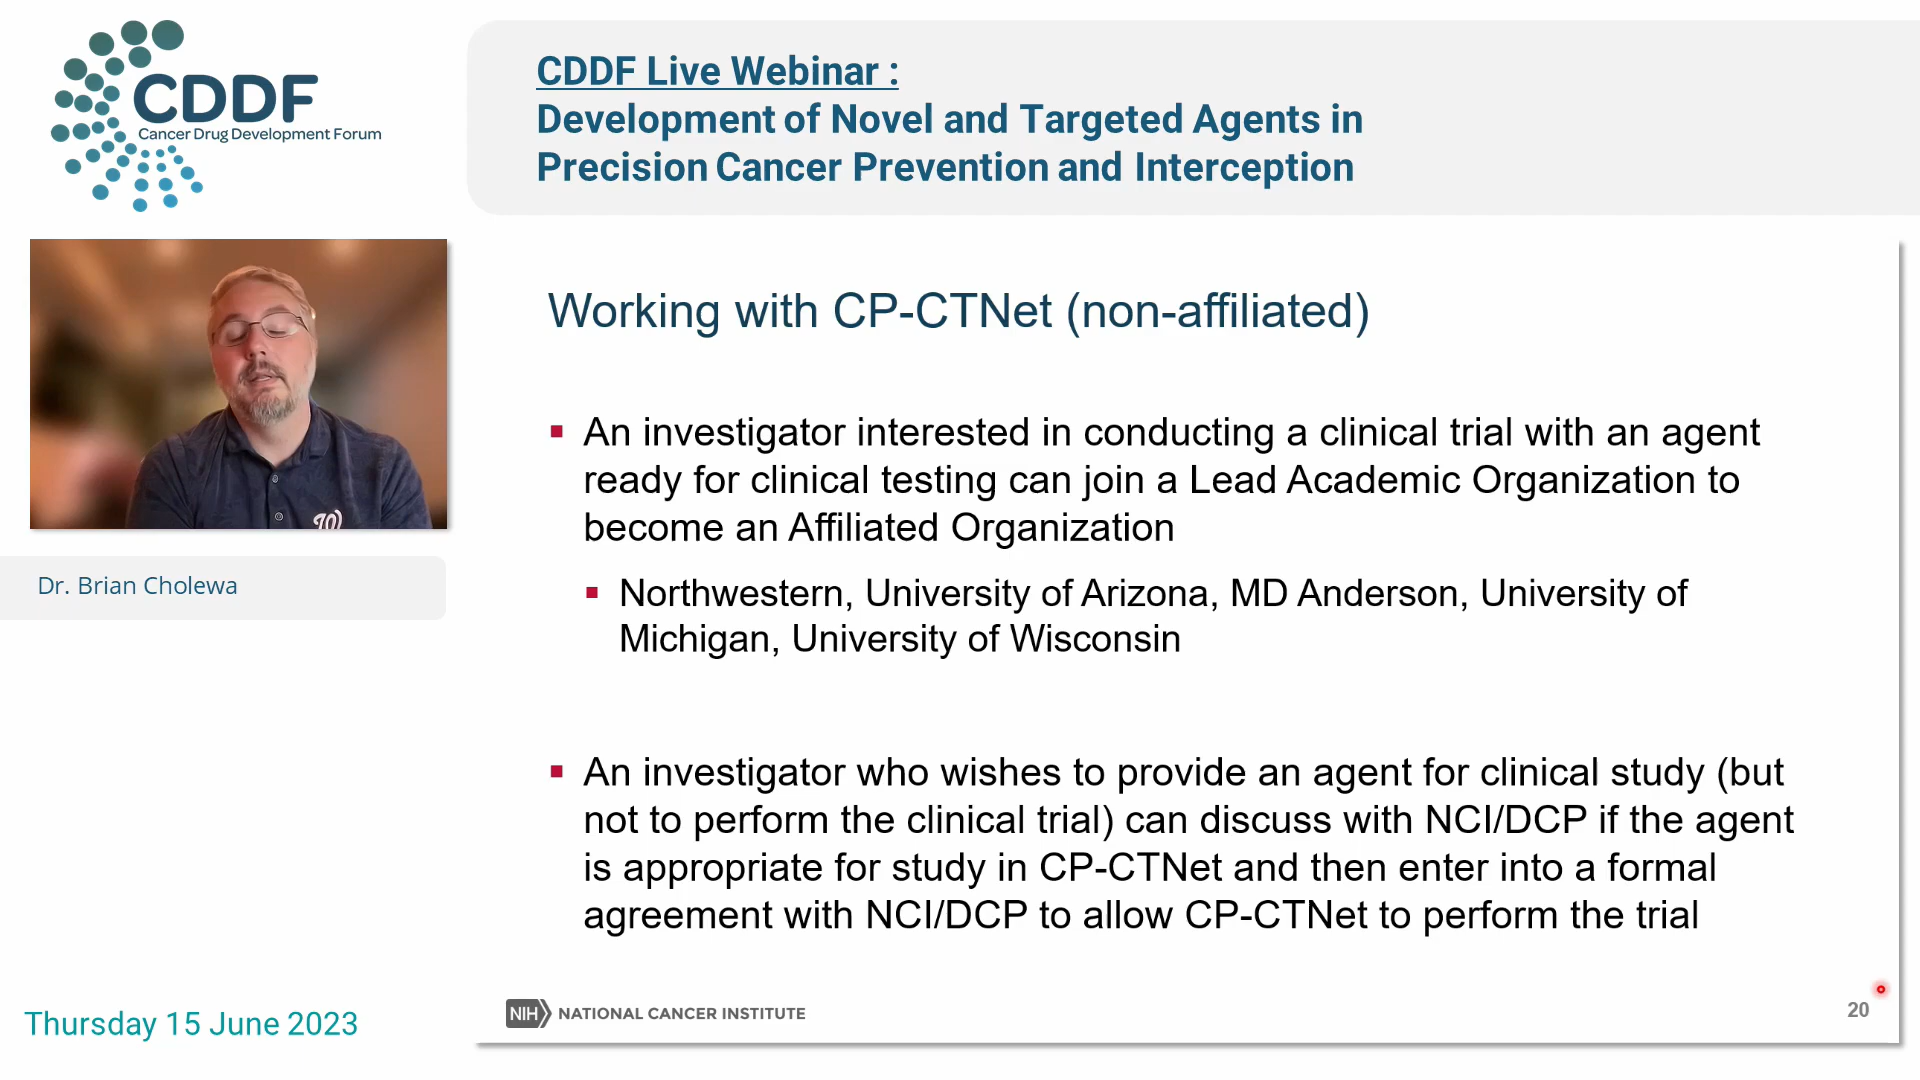 CDDF
Cancer Drug Development Forum
CDDF Live Webinar :
Development of Novel and Targeted Agents in
Precision Cancer Prevention and Interception
Dr. Brian Cholewa
Working with CP-CTNet (non-affiliated)
An investigator interested in conducting a clinical trial with an agent
ready for clinical testing can join a Lead Academic Organization to
become an Affiliated Organization
Northwestern, University of Arizona, MD Anderson, University of
Michigan, University of Wisconsin
An investigator who wishes to provide an agent for clinical study (but
not to perform the clinical trial) can discuss with NCI/DCP if the agent
is appropriate for study in CP-CTNet and then enter into a formal
agreement with NCI/DCP to allow CP-CTNet to perform the trial
Thursday 15 June 2023
NIH NATIONAL CANCER INSTITUTE
20
W